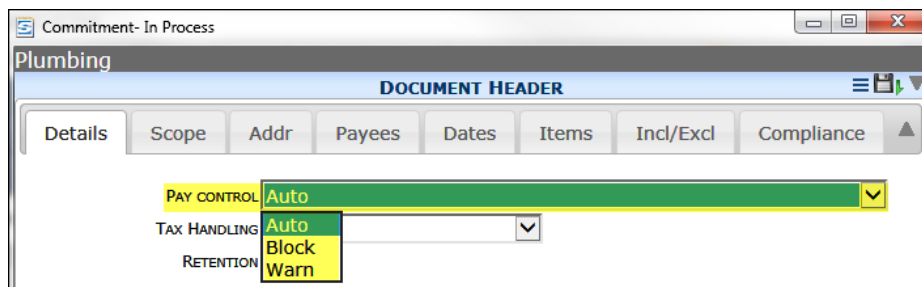 Commitment- In Process
Plumbing
DOCUMENT HEADER
Details Scope Addr Payees Dates Items Incl/Excl Compliance
PAY CONTROL Auto
TAX HANDLING Auto
Block
RETENTION Warn